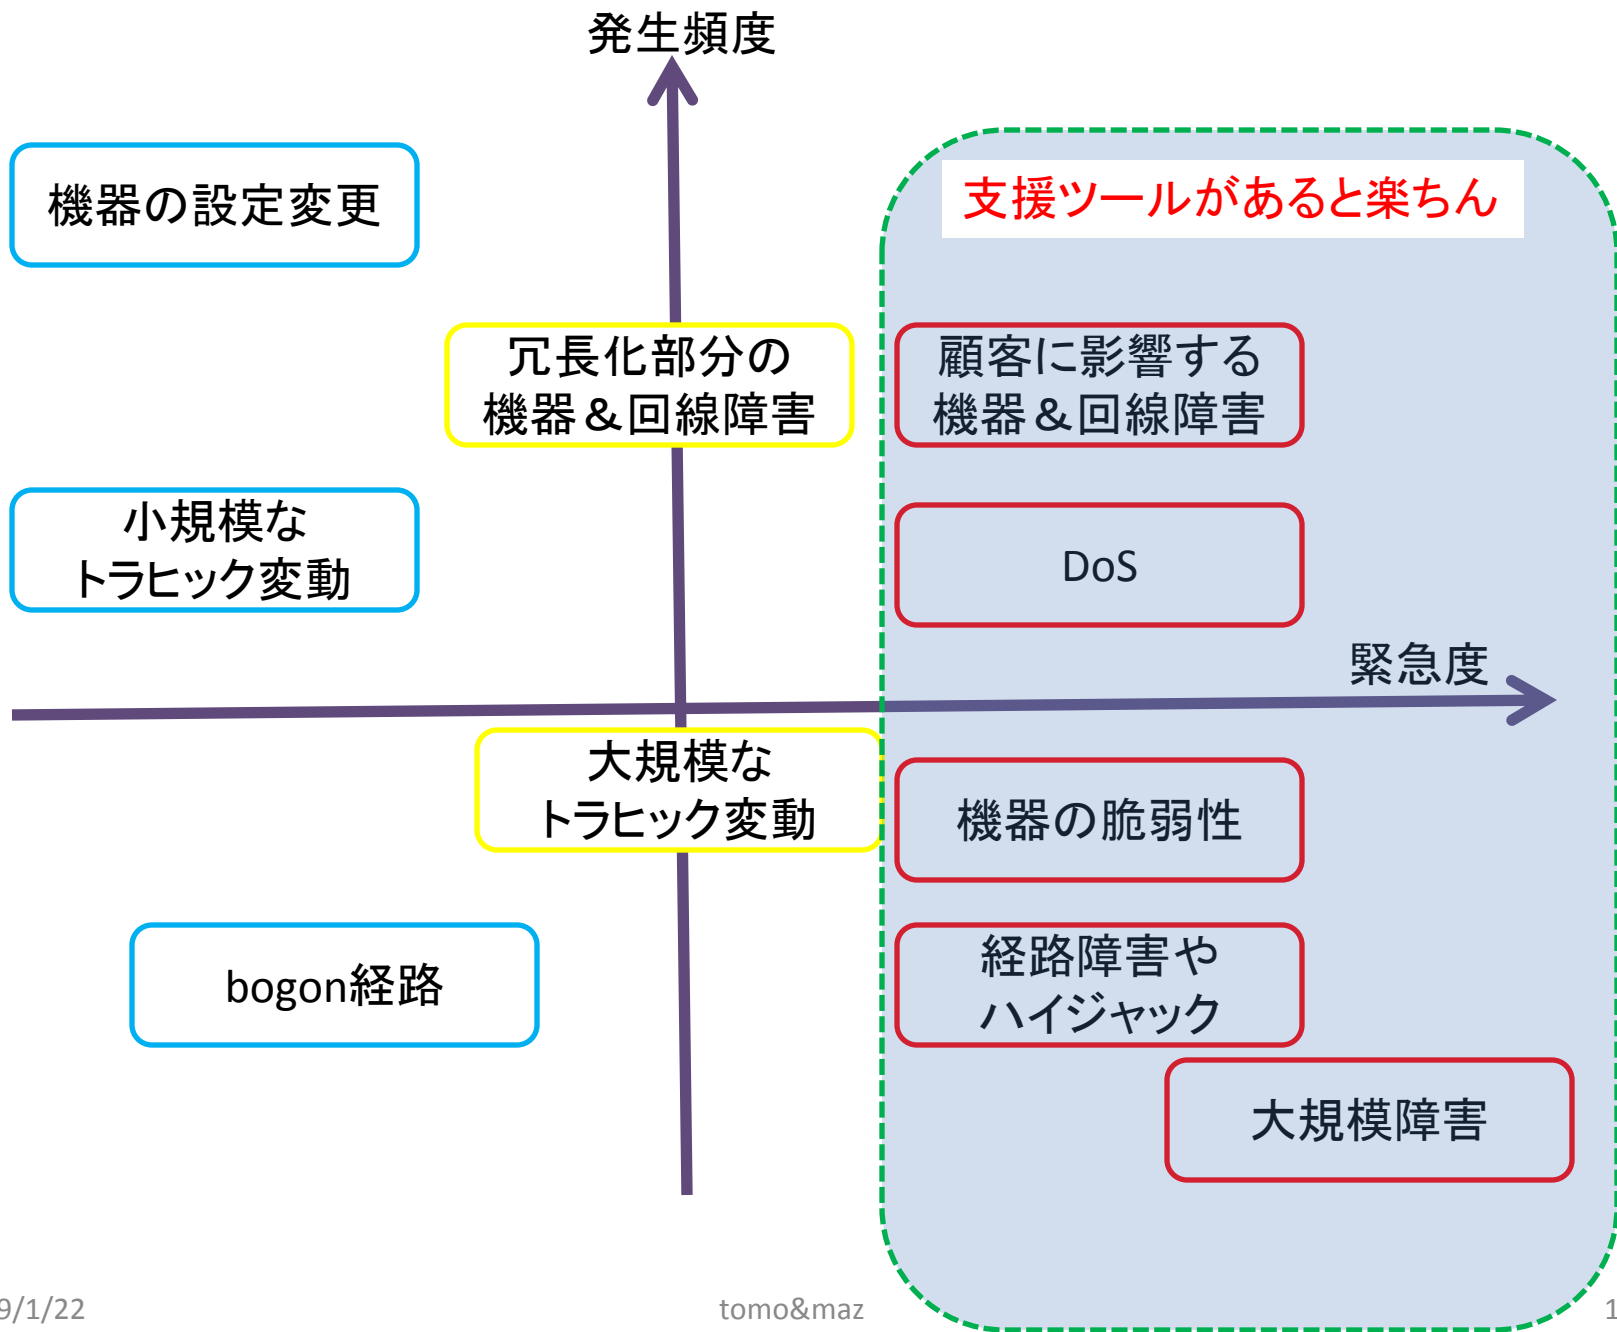 発生頻度
機器の設定変更
支援ツールがあると楽ちん
冗長化部分の
機器＆回線障害
顧客に影響する
機器＆回線障害
小規模な
トラヒック変動
DoS
緊急度
大規模な
トラヒック変動
機器の脆弱性
bogon経路
経路障害や
ハイジャック
大規模障害
9/1/22
tomo&maz
1